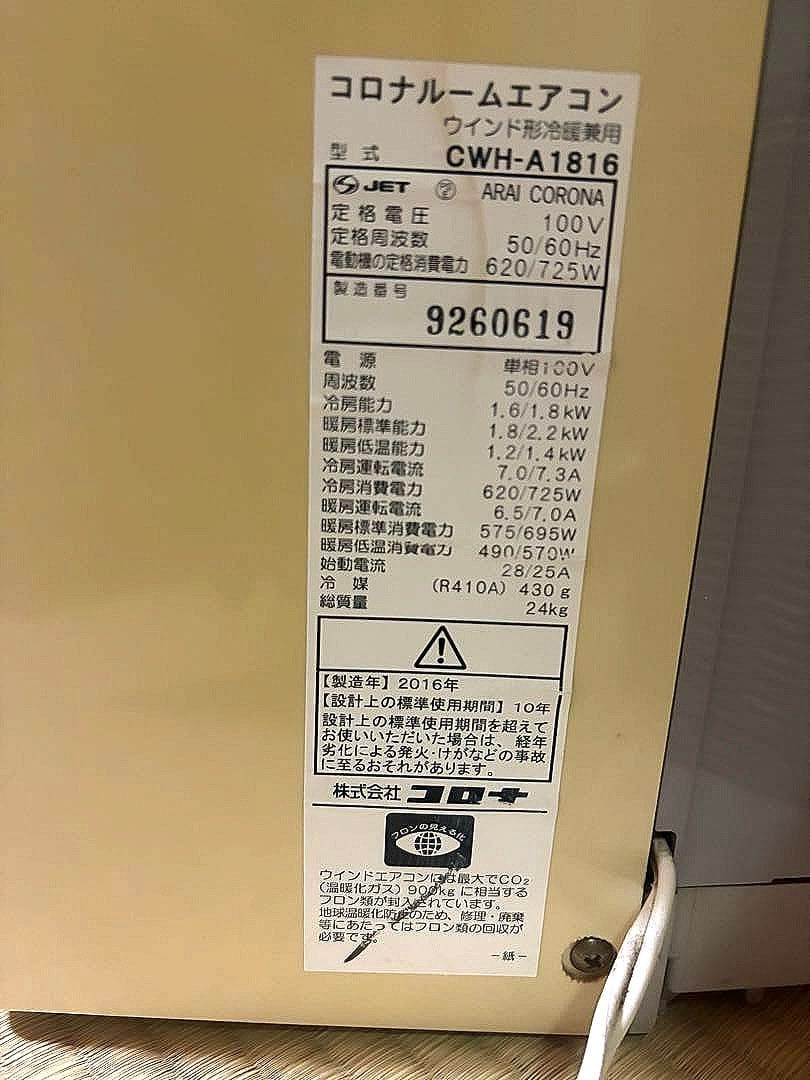 コロナルームエアコン
ウインド形冷暖兼用
型式 CWH-A1816
JET ARAI CORONA
定格電圧 100V
定格周波数 50/60Hz
電動機の定格消費電力 620/725W
製造番号
9260619
電源 単相100V
周波数 50/60Hz
冷房能力 1.6/1.8kW
暖房標準能力 1.8/2.2kW
暖房低温能力 1.2/1.4kW
冷房運転電流 7.0/7.3A
冷房消費電力 620/725W
暖房運転電流 6.5/7.0A
暖房標準消費電力 575/695W
暖房低温消費電力 490/570W
始動電流 28/25A
冷媒 (R410A) 430g
総質量 24kg
【製造年】2016年
【設計上の標準使用期間】10年
設計上の標準使用期間を超えて
お使いいただいた場合は、経年
劣化による発火・けがなどの事故
に至るおそれがあります。
株式会社 コロナ
フロンの見える化
ウインドエアコンには最大でCO₂
(温暖化ガス) 900kgに相当する
フロン類が封入されています。
地球温暖化防止のため、修理・廃棄
等にあたってはフロン類の回収が
必要です。
-紙-